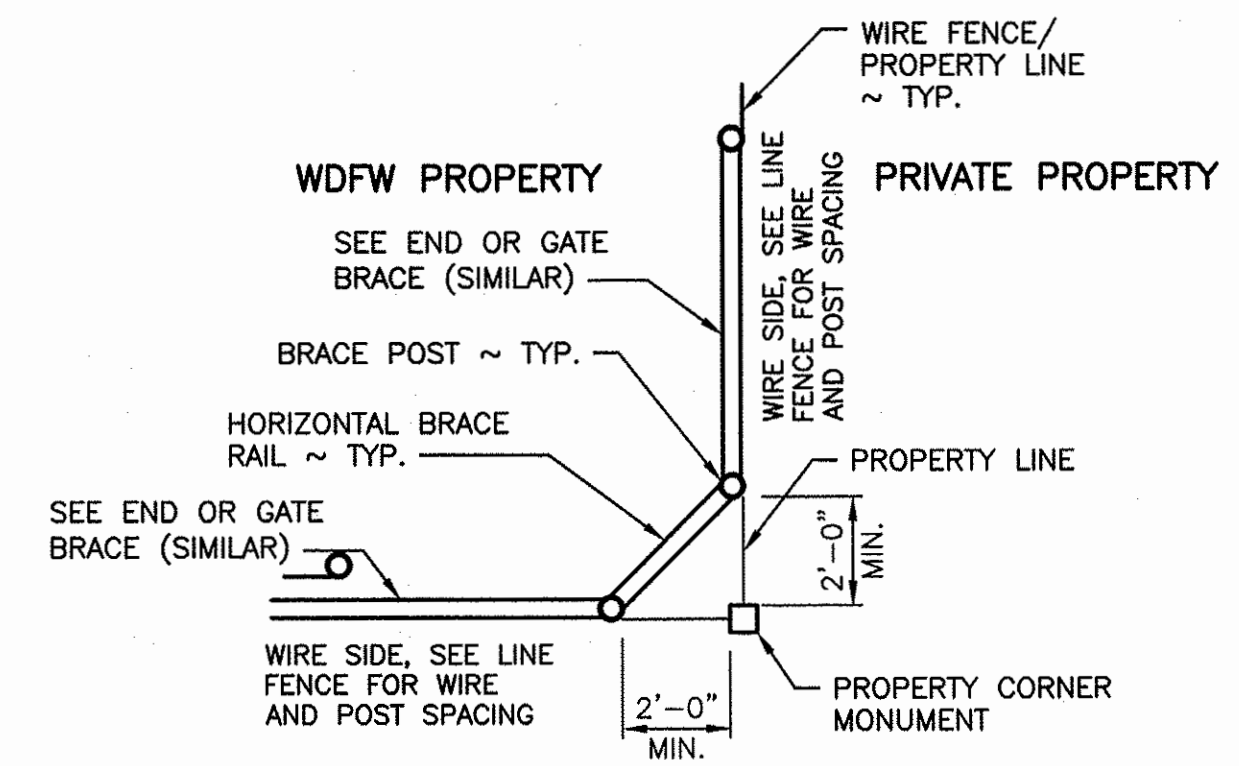 WIRE FENCE/
PROPERTY LINE
~ TYP.
WDFW PROPERTY
PRIVATE PROPERTY
WIRE SIDE, SEE LINE
FENCE FOR WIRE
AND POST SPACING
SEE END OR GATE
BRACE (SIMILAR)
BRACE POST ~ TYP.
HORIZONTAL BRACE
RAIL ~ TYP.
PROPERTY LINE
SEE END OR GATE
BRACE (SIMILAR)
2'-0"
MIN.
WIRE SIDE, SEE LINE
FENCE FOR WIRE
AND POST SPACING
2'-0"
MIN.
PROPERTY CORNER
MONUMENT